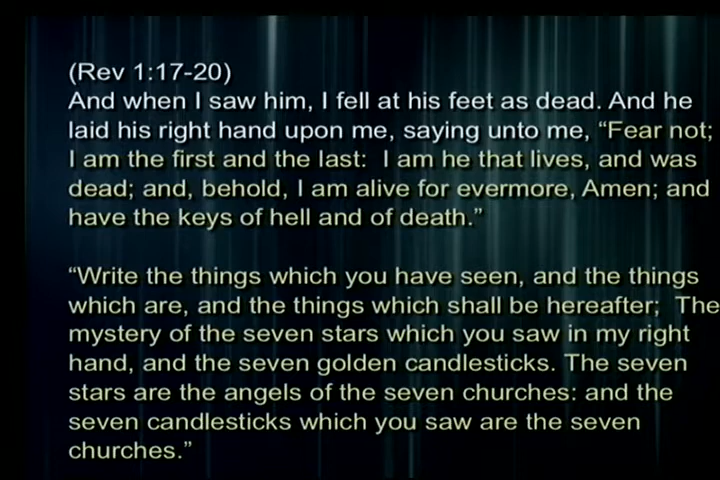 (Rev 1:17-20)
And when I saw him, I fell at his feet as dead. And he
laid his right hand upon me, saying unto me, “Fear not;
I am the first and the last:  I am he that lives, and was
dead; and, behold, I am alive for evermore, Amen; and
have the keys of hell and of death.”
“Write the things which you have seen, and the things
which are, and the things which shall be hereafter;  The
mystery of the seven stars which you saw in my right
hand, and the seven golden candlesticks. The seven
stars are the angels of the seven churches: and the
seven candlesticks which you saw are the seven
churches.”